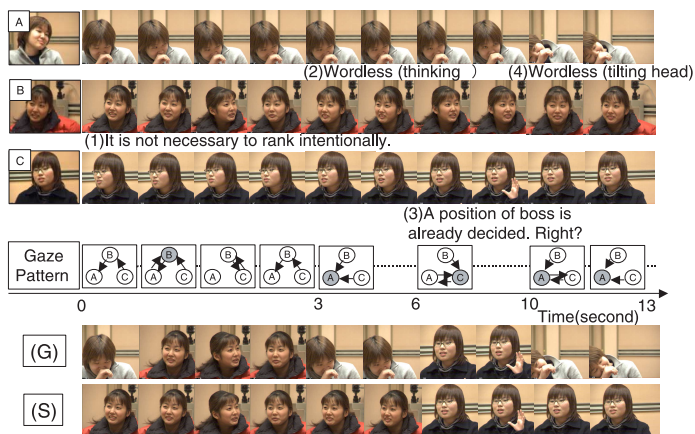 A
(2)Wordless (thinking ) (4)Wordless (tilting head)
B
(1)It is not necessary to rank intentionally.
C
(3)A position of boss is
already decided. Right?
Gaze
Pattern
B B B B B B B B
A C A C A C A C A C A C A C A C
0 3 6 10 13
Time(second)
(G)
(S)